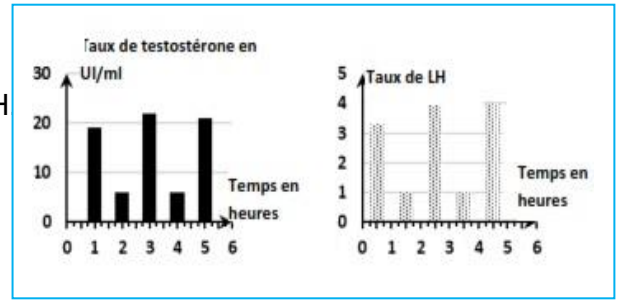 Taux de testostérone en
UI/ml
30
20
10
0
0 1 2 3 4 5 6
Temps en
heures
H
Taux de LH
5
4
3
2
1
0
0 1 2 3 4 5 6
Temps en
heures